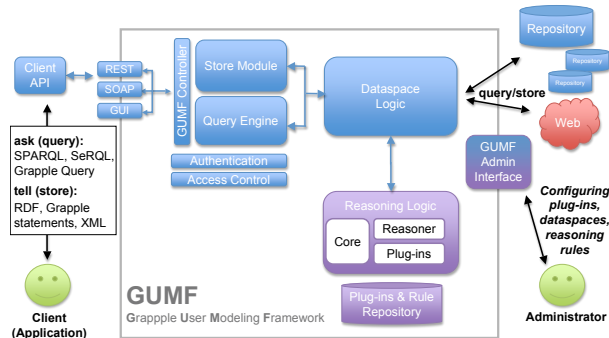 Client
API
ask (query):
SPARQL, SeRQL,
Grapple Query
tell (store):
RDF, Grapple
statements, XML
Client
(Application)
REST
SOAP
GUI
GUMF Controller
Store Module
Query Engine
Authentication
Access Control
Dataspace
Logic
Reasoning Logic
Core
Reasoner
Plug-ins
Plug-ins & Rule
Repository
GUMF
Grappple User Modeling Framework
Repository
Repository
Repository
query/store
Web
GUMF
Admin
Interface
Configuring
plug-ins,
dataspaces,
reasoning
rules
Administrator